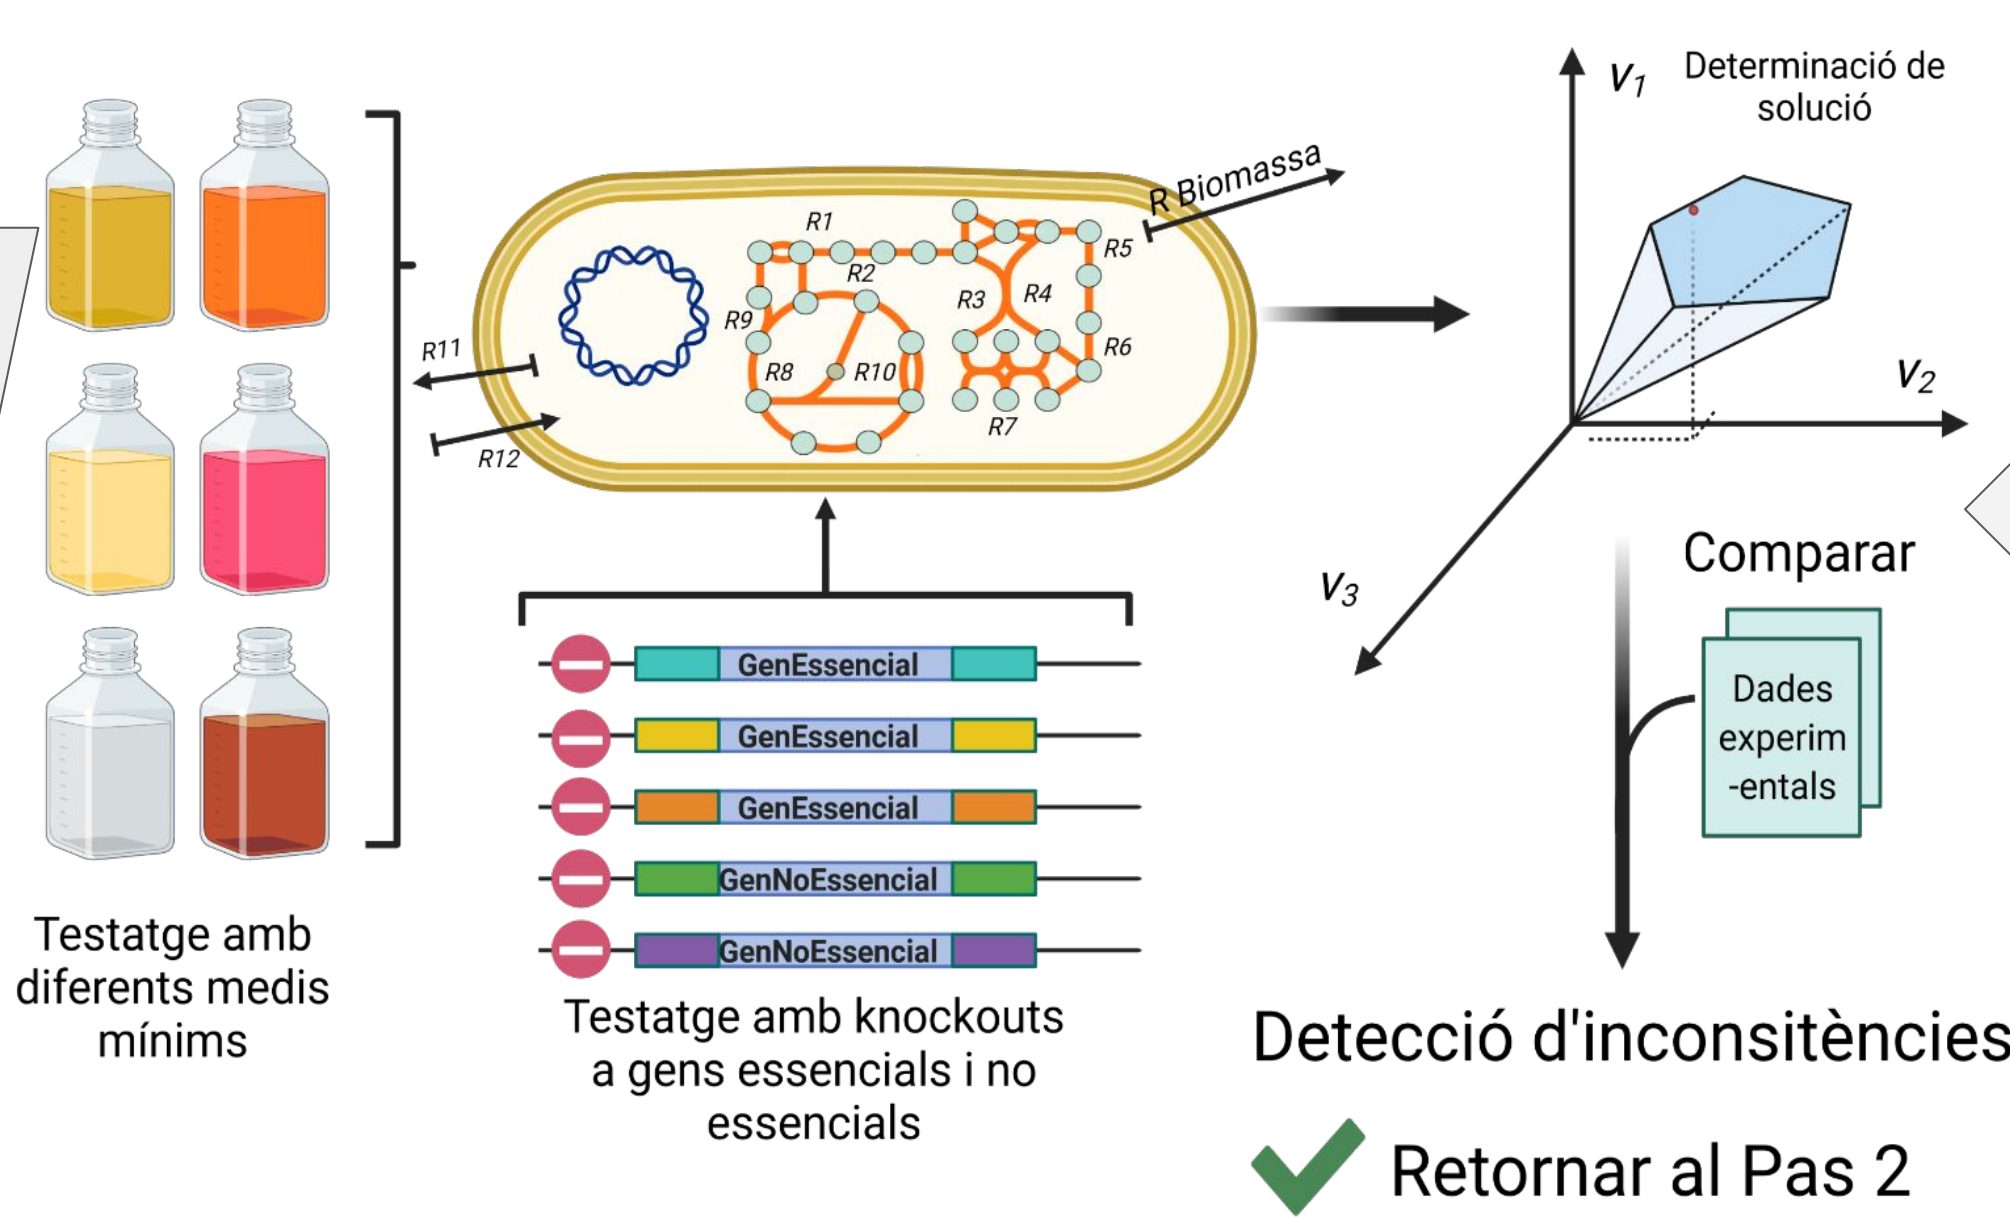 Testatge amb
diferents medis
mínims
R11
R12
R1
R2
R3
R4
R5
R6
R7
R8
R9
R10
R Biomassa
GenEssencial
GenEssencial
GenEssencial
GenNoEssencial
GenNoEssencial
Testatge amb knockouts
a gens essencials i no
essencials
V1
Determinació de
solució
V2
V3
Comparar
Dades
experim
-entals
Detecció d'inconsitències
Retornar al Pas 2